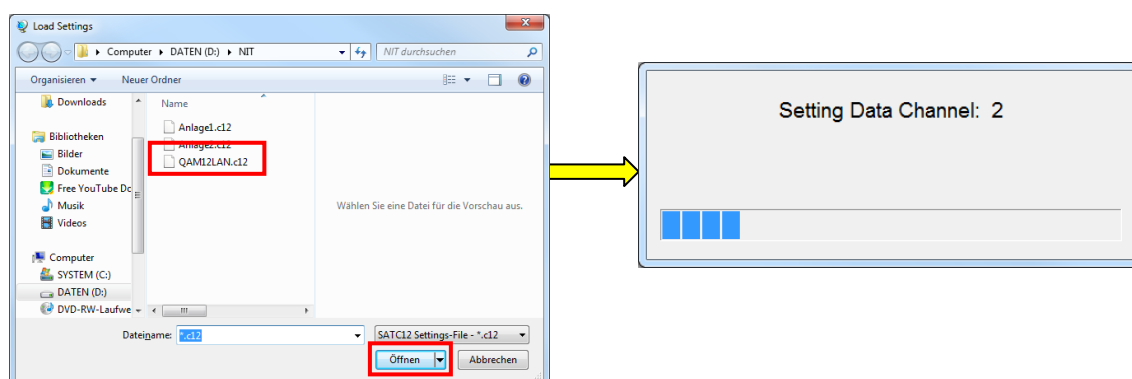 Load Settings
Computer ▸ DATEN (D:) ▸ NIT
NIT durchsuchen
Organisieren
Neuer Ordner
Downloads
Bibliotheken
Bilder
Dokumente
Free YouTube Dc
Musik
Videos
Computer
SYSTEM (C:)
DATEN (D:)
DVD-RW-Laufwe
Name
Anlage1.c12
Anlage2.c12
QAM12LAN.c12
Wählen Sie eine Datei für die Vorschau aus.
Dateiname: *.c12
SATC12 Settings-File - *.c12
Öffnen
Abbrechen
Setting Data Channel: 2